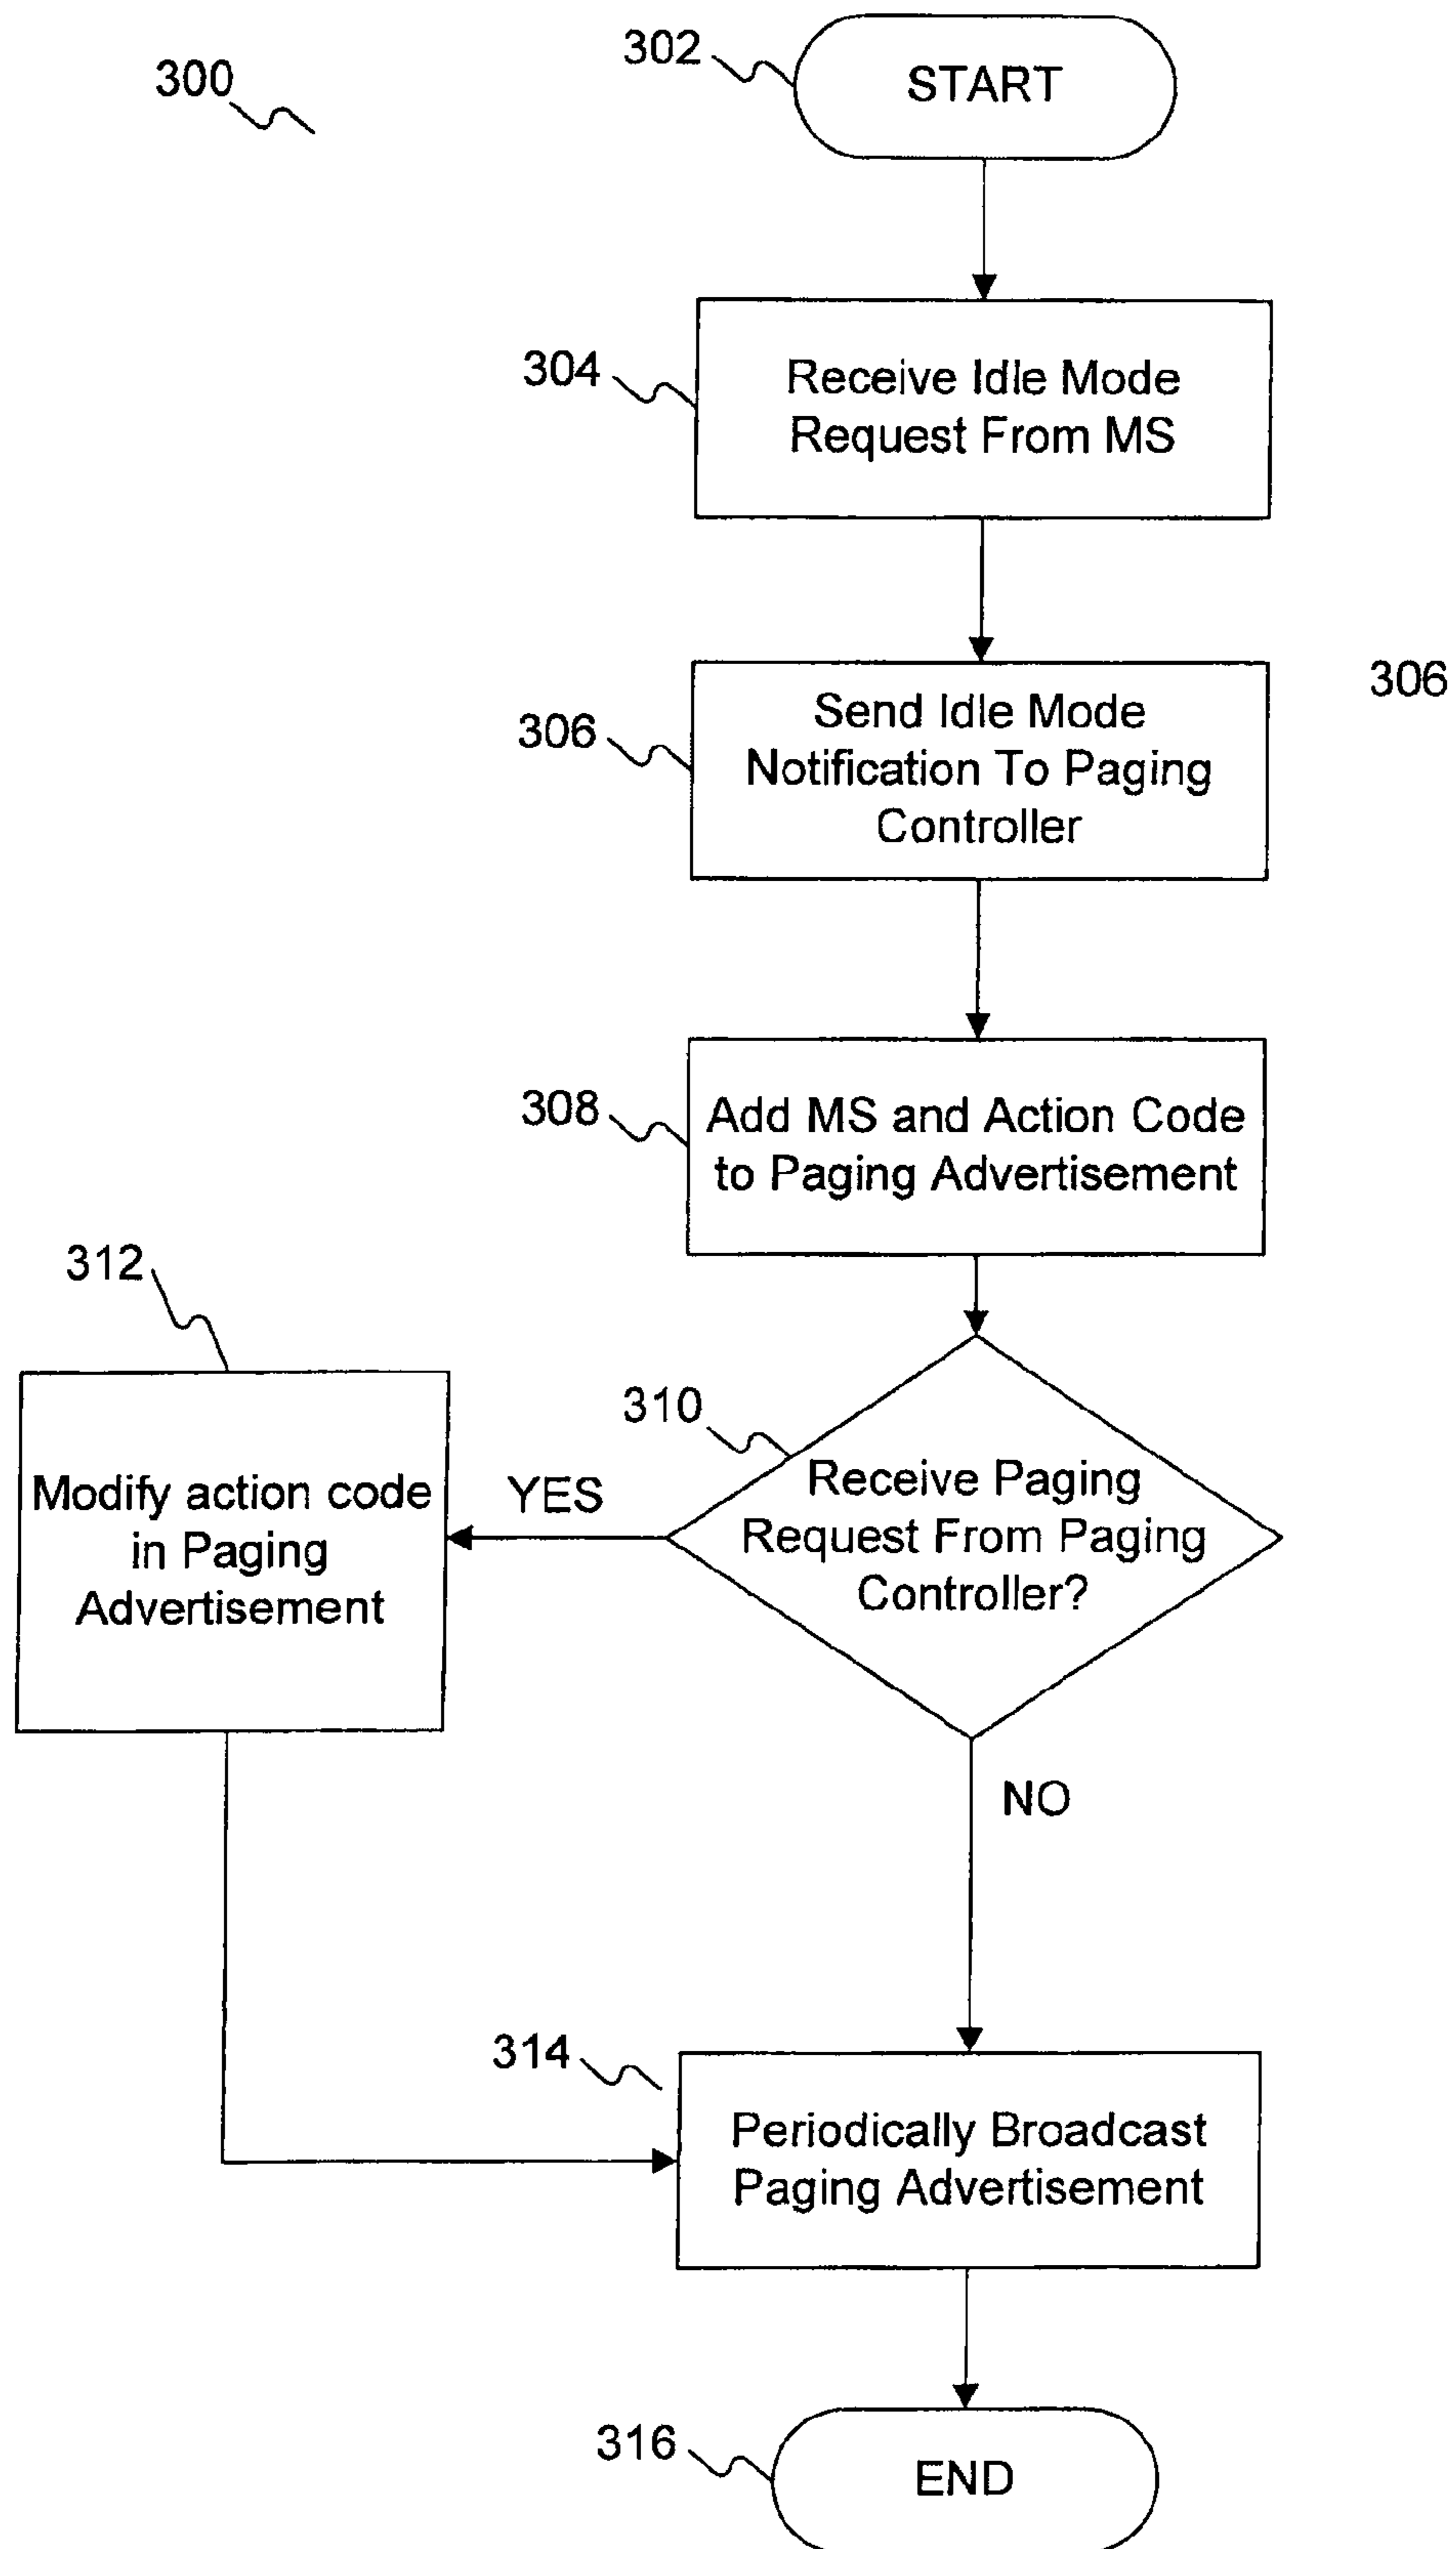 300
302
START
304
Receive Idle Mode
Request From MS
306
Send Idle Mode
Notification To Paging
Controller
306
308
Add MS and Action Code
to Paging Advertisement
312
Modify action code
in Paging
Advertisement
YES
310
Receive Paging
Request From Paging
Controller?
NO
314
Periodically Broadcast
Paging Advertisement
316
END